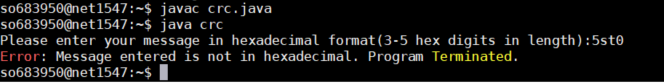 so683950@net1547:~$ javac crc.java
so683950@net1547:~$ java crc
Please enter your message in hexadecimal format(3-5 hex digits in length):5st0
Error: Message entered is not in hexadecimal. Program Terminated.
so683950@net1547:~$